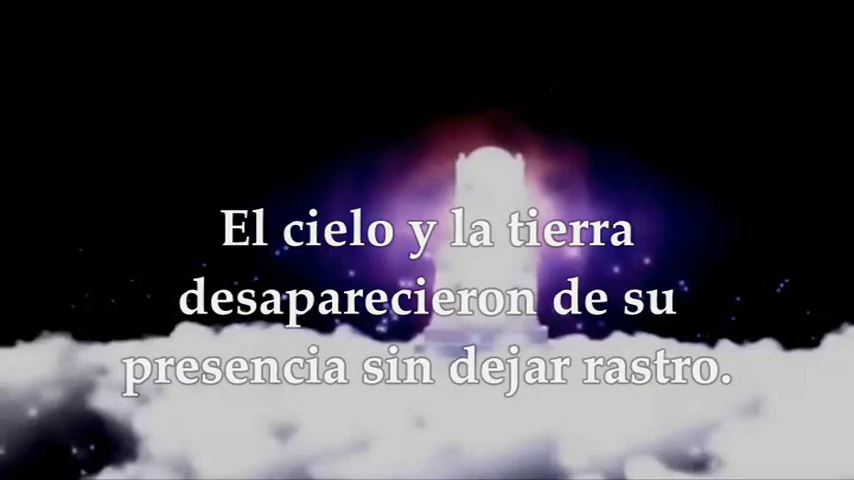 El cielo y la tierra
desaparecieron de su
presencia sin dejar rastro.